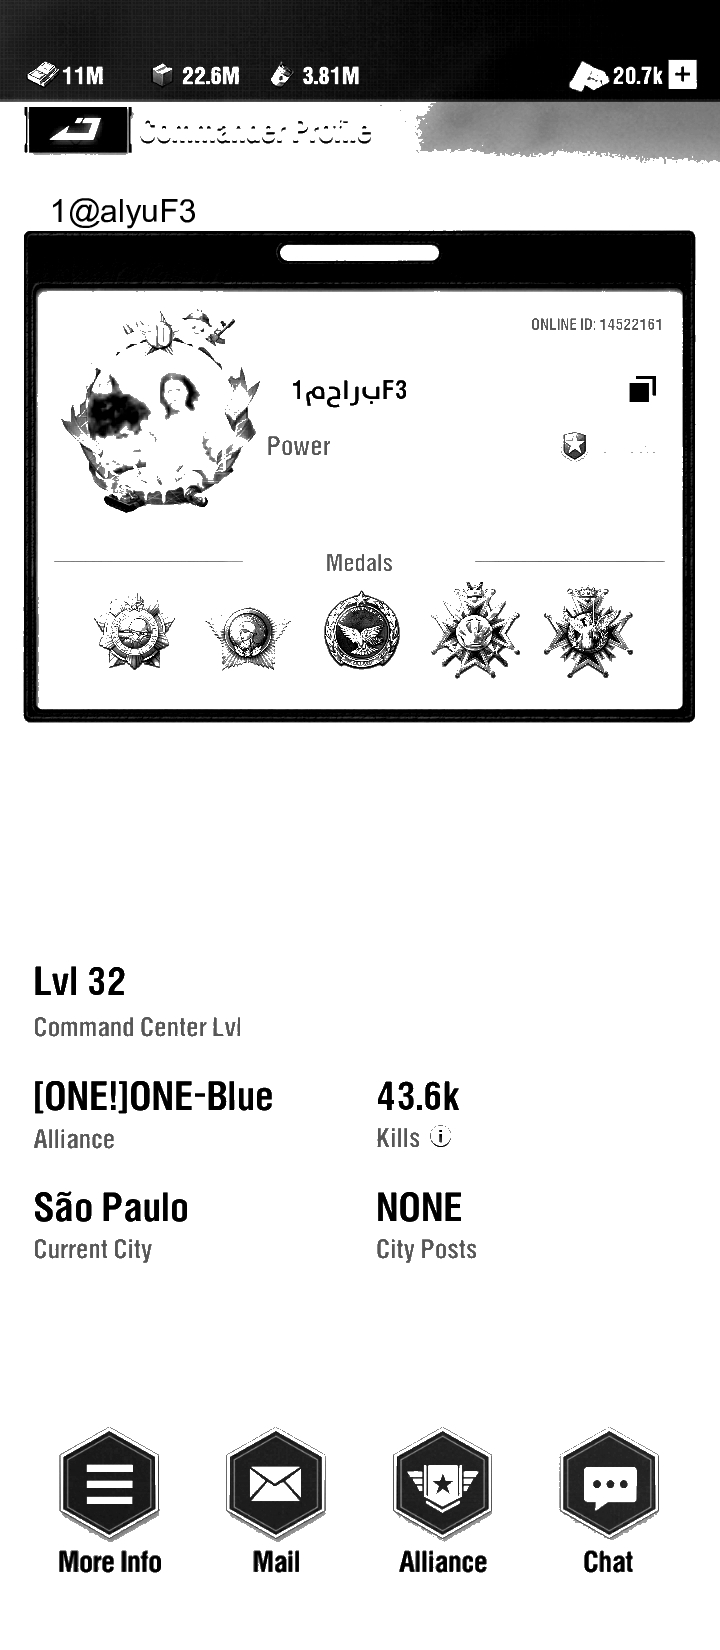 11M 22.6M 3.81M 20.7k
Commander Profile
1@alyuF3
ONLINE ID: 14522161
1محاربF3
Power
Medals
Lvl 32
Command Center Lvl
[ONE!]ONE-Blue 43.6k
Alliance Kills
São Paulo NONE
Current City City Posts
More Info Mail Alliance Chat